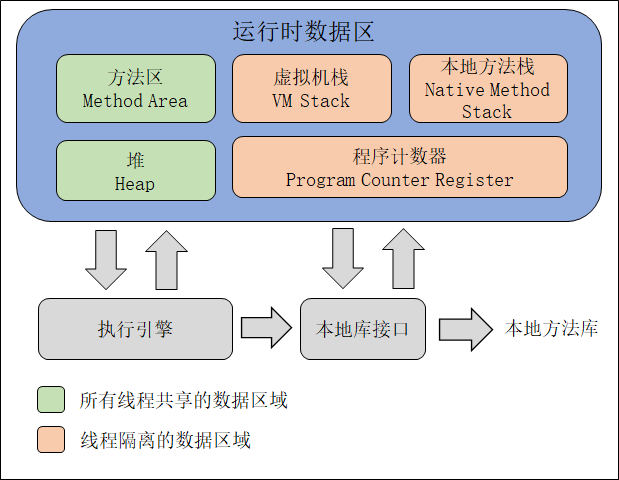 运行时数据区
方法区
Method Area
虚拟机栈
VM Stack
本地方法栈
Native Method
Stack
堆
Heap
程序计数器
Program Counter Register
执行引擎
本地库接口
本地方法库
所有线程共享的数据区域
线程隔离的数据区域